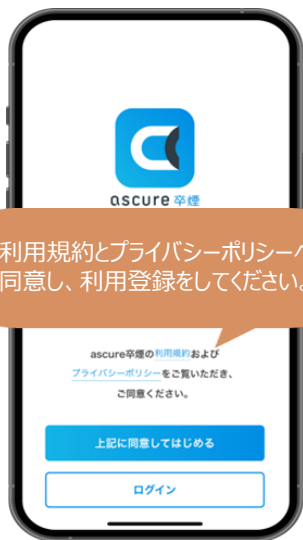 ascure 卒煙
利用規約とプライバシーポリシーへ
同意し、利用登録をしてください。
ascure卒煙の利用規約および
プライバシーポリシーをご覧いただき、
ご同意ください。
上記に同意してはじめる
ログイン